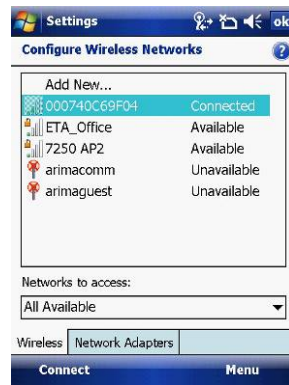 Settings
ok
Configure Wireless Networks
?
Add New...
000740C69F04 Connected
ETA_Office Available
7250 AP2 Available
arimacomm Unavailable
arimaguest Unavailable
Networks to access:
All Available
Wireless Network Adapters
Connect Menu